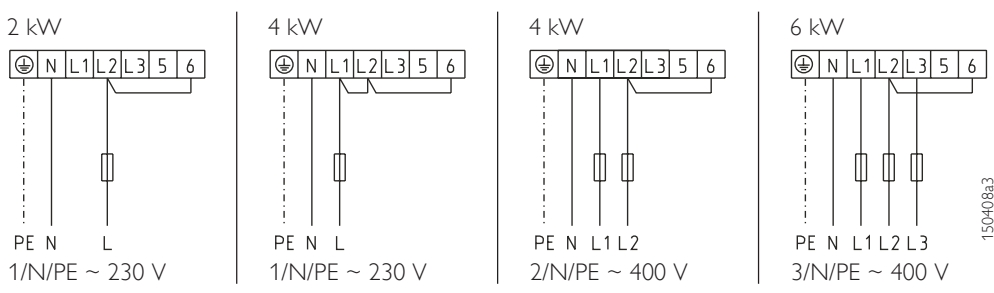 2 kW
N L1 L2 L3 5 6
PE N L
1/N/PE ~ 230 V
4 kW
N L1 L2 L3 5 6
PE N L
1/N/PE ~ 230 V
4 kW
N L1 L2 L3 5 6
PE N L1 L2
2/N/PE ~ 400 V
6 kW
N L1 L2 L3 5 6
PE N L1 L2 L3
3/N/PE ~ 400 V
150408a3